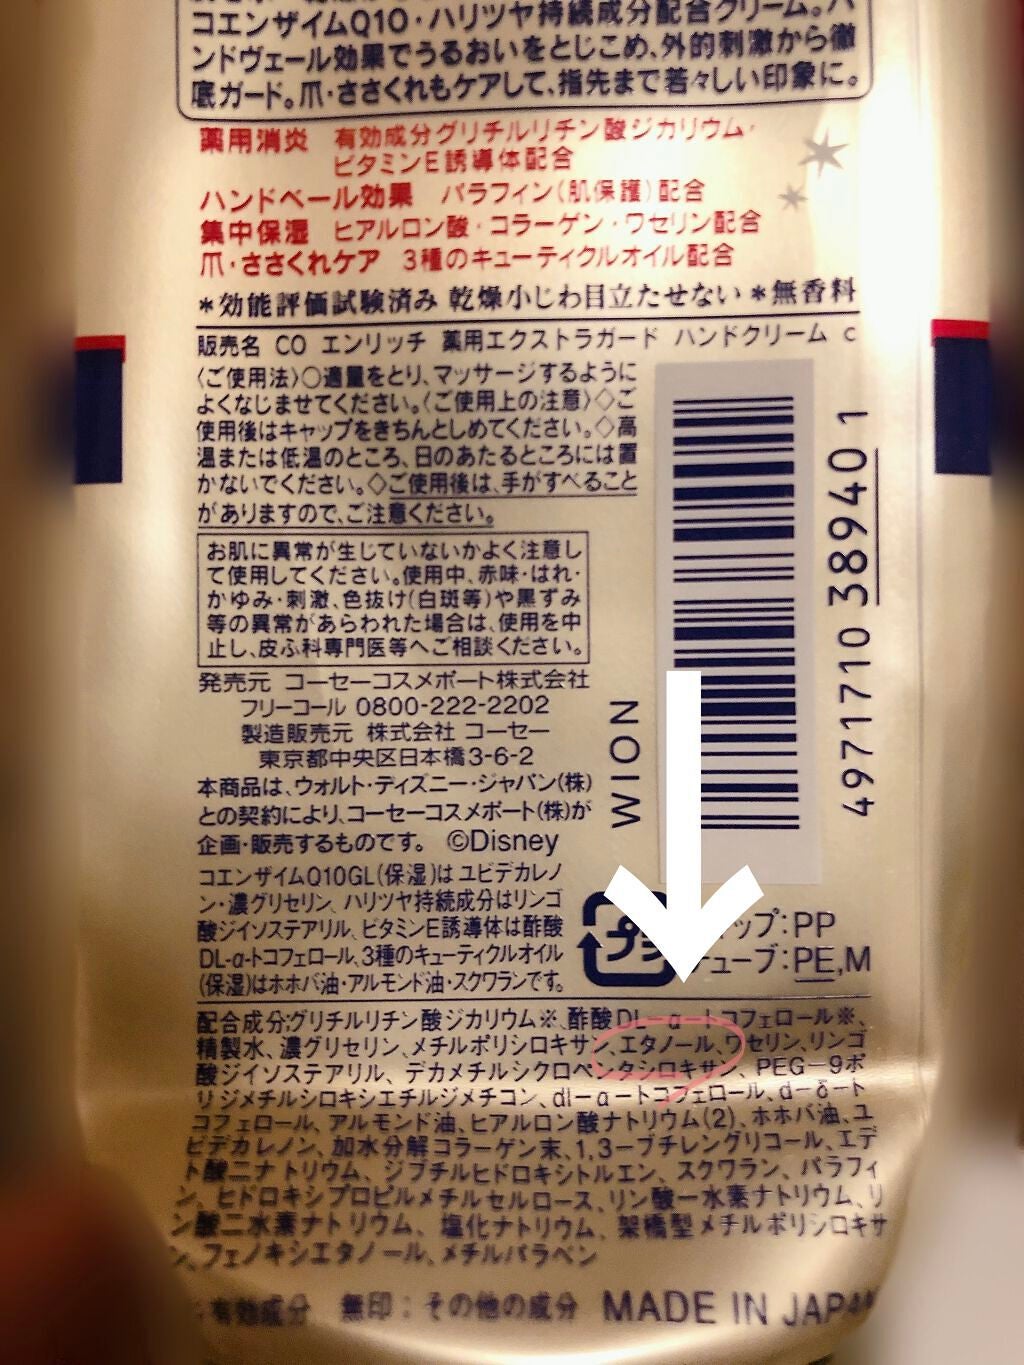 コエンザイムQ10・ハリツヤ持続成分配合クリーム。ハ
ンドヴェール効果でうるおいをとじこめ、外的刺激から徹
底ガード。爪・ささくれもケアして、指先まで若々しい印象に。
薬用消炎 有効成分グリチルリチン酸ジカリウム・
ビタミンE誘導体配合
ハンドベール効果 パラフィン(肌保護)配合
集中保湿 ヒアルロン酸・コラーゲン・ワセリン配合
爪・ささくれケア 3種のキューティクルオイル配合
*効能評価試験済み 乾燥小じわ目立たせない *無香料
販売名 CO エンリッチ 薬用エクストラガード ハンドクリーム c
〈ご使用法〉○適量をとり、マッサージするように
よくなじませてください。〈ご使用上の注意〉◇ご
使用後はキャップをきちんとしめてください。◇高
温または低温のところ、日のあたるところには置
かないでください。◇ご使用後は、手がすべること
がありますので、ご注意ください。
お肌に異常が生じていないかよく注意し
て使用してください。使用中、赤味・はれ・
かゆみ・刺激、色抜け(白斑等)や黒ずみ
等の異常があらわれた場合は、使用を中
止し、皮ふ科専門医等へご相談ください。
発売元 コーセーコスメポート株式会社
フリーコール 0800-222-2202
製造販売元 株式会社 コーセー
東京都中央区日本橋3-6-2
本商品は、ウォルト・ディズニー・ジャパン(株)
との契約により、コーセーコスメポート(株)が
企画・販売するものです。 ©Disney
WION
4971710 389401
コエンザイムQ10GL(保湿)は ユビデカレノ
ン・濃グリセリン、ハリツヤ持続成分はリンゴ
酸ジイソステアリル、ビタミンE誘導体は酢酸
DL-α-トコフェロール、3種のキューティクルオイル
(保湿)はホホバ油・アルモンド油・スクワランです。
プラ
ップ:PP
チューブ:PE,M
配合成分:グリチルリチン酸ジカリウム※、酢酸DL－α－トコフェロール※、
精製水、濃グリセリン、メチルポリシロキサン、エタノール、ワセリン、リンゴ
酸ジイソステアリル、デカメチルシクロペンタシロキサン、PEG－9ポ
リジメチルシロキシエチルジメチコン、dl－α－トコフェロール、d－δ－ト
コフェロール、アルモンド油、ヒアルロン酸ナトリウム(2)、ホホバ油、ユ
ビデカレノン、加水分解コラーゲン末、1,3－ブチレングリコール、エデ
ト酸二ナトリウム、ジブチルヒドロキシトルエン、スクワラン、パラフィ
ン、ヒドロキシプロピルメチルセルロース、リン酸一水素ナトリウム、リ
ン酸二水素ナトリウム、塩化ナトリウム、架橋型メチルポリシロキサ
ン、フェノキシエタノール、メチルパラベン
有効成分 無印:その他の成分 MADE IN JAPAN